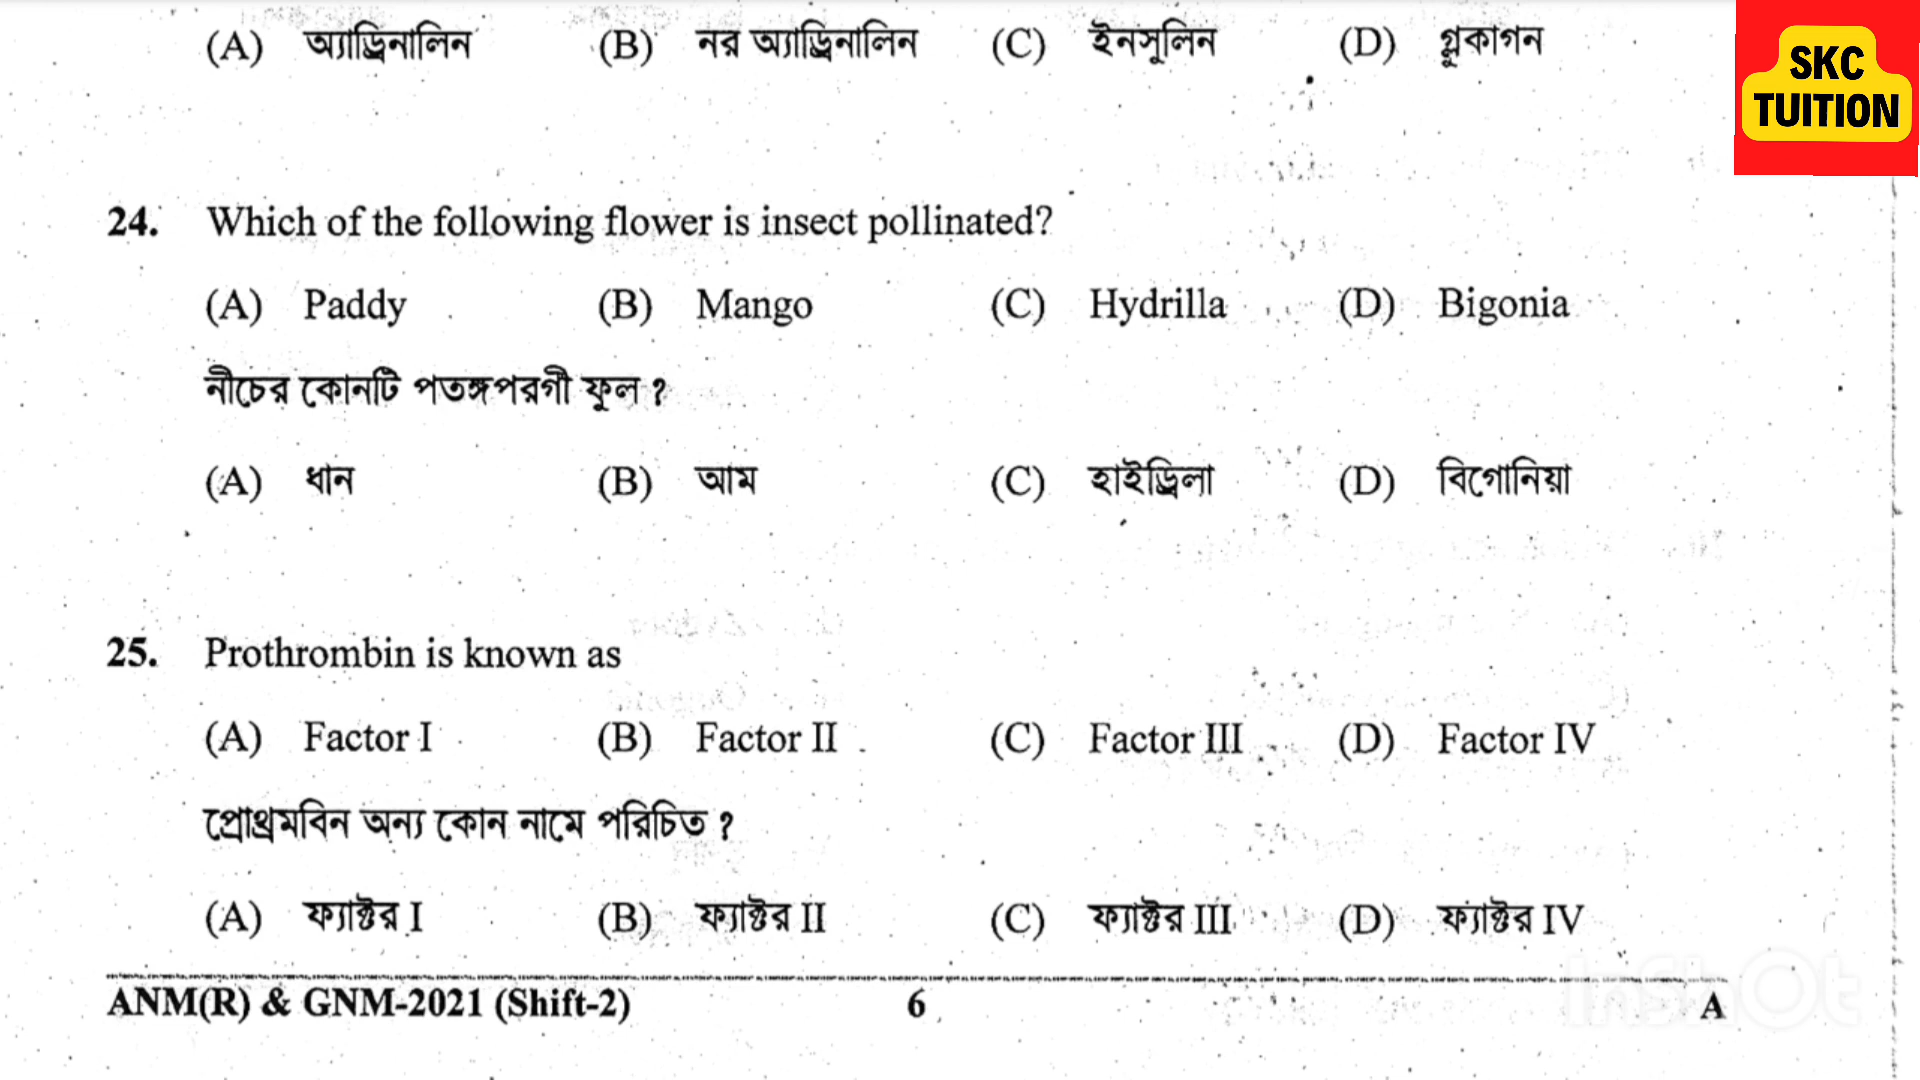 (A) অ্যাড্রিনালিন (B) নর অ্যাড্রিনালিন (C) ইনসুলিন (D) গ্লুকাগন
SKC
TUITION
24. Which of the following flower is insect pollinated?
(A) Paddy (B) Mango (C) Hydrilla (D) Bigonia
নীচের কোনটি পতঙ্গপরাগী ফুল ?
(A) ধান (B) আম (C) হাইড্রিলা (D) বিগোনিয়া
25. Prothrombin is known as
(A) Factor I (B) Factor II (C) Factor III (D) Factor IV
প্রোথ্রমবিন অন্য কোন নামে পরিচিত ?
(A) ফ্যাক্টর I (B) ফ্যাক্টর II (C) ফ্যাক্টর III (D) ফ্যাক্টর IV
ANM(R) & GNM-2021 (Shift-2) 6 A
InShOt